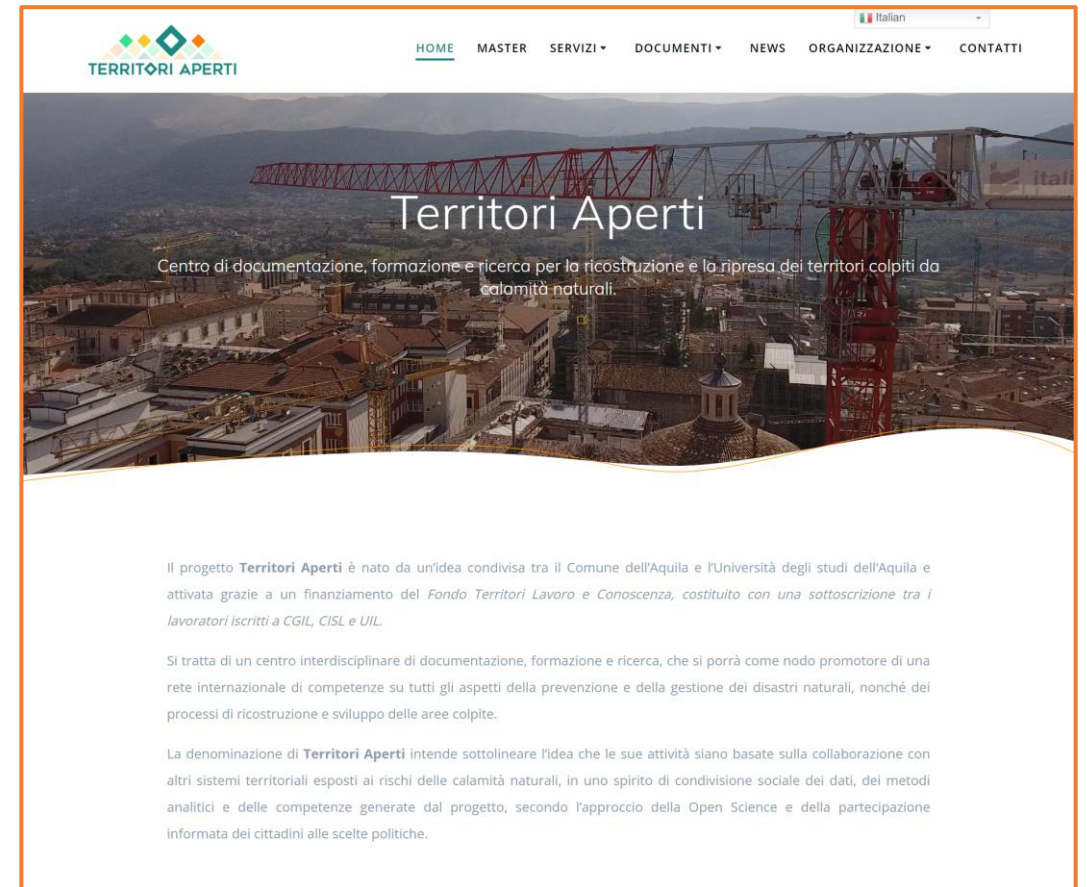 Italian
TERRITORI APERTI
HOME MASTER SERVIZI DOCUMENTI NEWS ORGANIZZAZIONE CONTATTI
itali
Territori Aperti
Centro di documentazione, formazione e ricerca per la ricostruzione e la ripresa dei territori colpiti da
calamità naturali.
Il progetto Territori Aperti è nato da un'idea condivisa tra il Comune dell'Aquila e l'Università degli studi dell'Aquila e
attivata grazie a un finanziamento del Fondo Territori Lavoro e Conoscenza, costituito con una sottoscrizione tra i
lavoratori iscritti a CGIL, CISL e UIL.
Si tratta di un centro interdisciplinare di documentazione, formazione e ricerca, che si porrà come nodo promotore di una
rete internazionale di competenze su tutti gli aspetti della prevenzione e della gestione dei disastri naturali, nonché dei
processi di ricostruzione e sviluppo delle aree colpite.
La denominazione di Territori Aperti intende sottolineare l'idea che le sue attività siano basate sulla collaborazione con
altri sistemi territoriali esposti ai rischi delle calamità naturali, in uno spirito di condivisione sociale dei dati, dei metodi
analitici e delle competenze generate dal progetto, secondo l'approccio della Open Science e della partecipazione
informata dei cittadini alle scelte politiche.